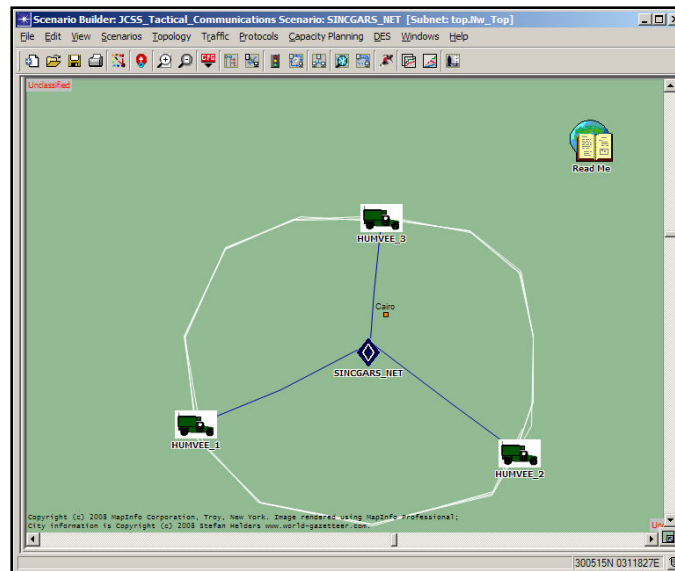 Scenario Builder: JCSS_Tactical_Communications Scenario: SINCGARS_NET [Subnet: top.Nw_Top]
File Edit View Scenarios Topology Traffic Protocols Capacity Planning DES Windows Help
Unclassified
Read Me
HUMVEE_3
Cairo
SINCGARS_NET
HUMVEE_1
HUMVEE_2
Copyright (c) 2008 MapInfo Corporation, Troy, New York. Image rendered using MapInfo Professional;
City information is Copyright (c) 2008 Stefan Helders www.world-gazetteer.com
300515N 0311827E